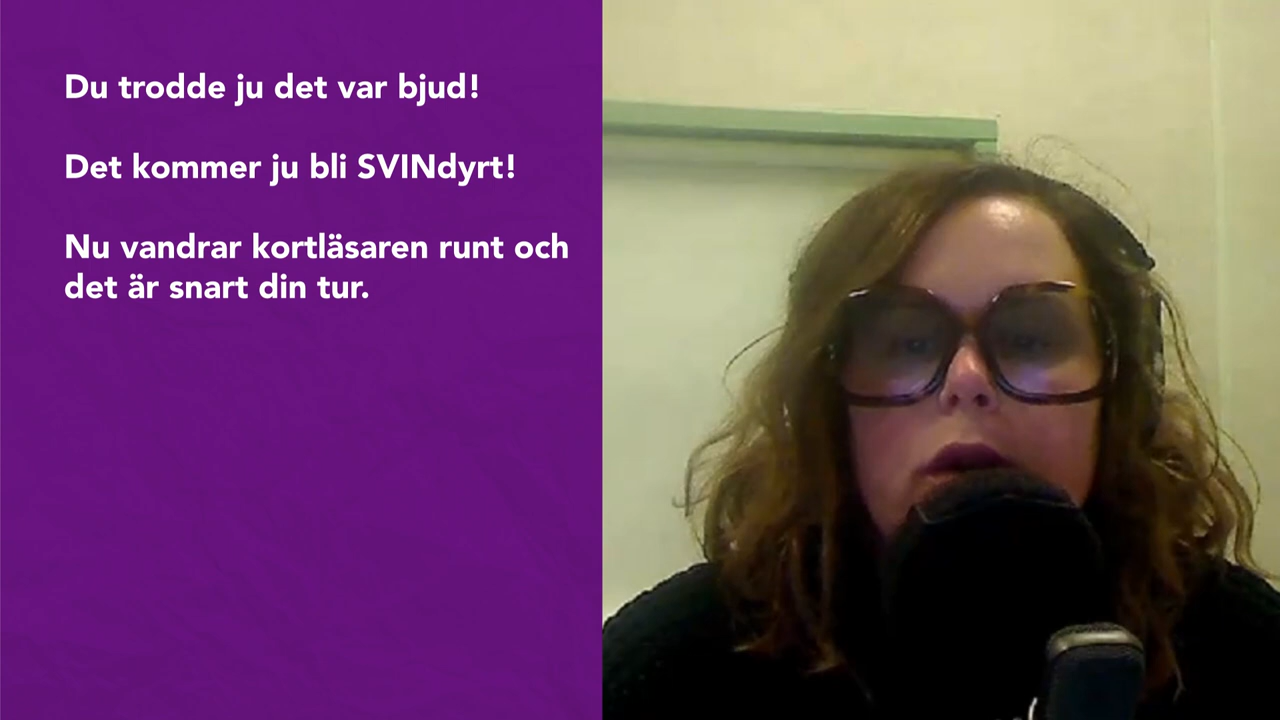 Du trodde ju det var bjud!
Det kommer ju bli SVINdyrt!
Nu vandrar kortläsaren runt och
det är snart din tur.